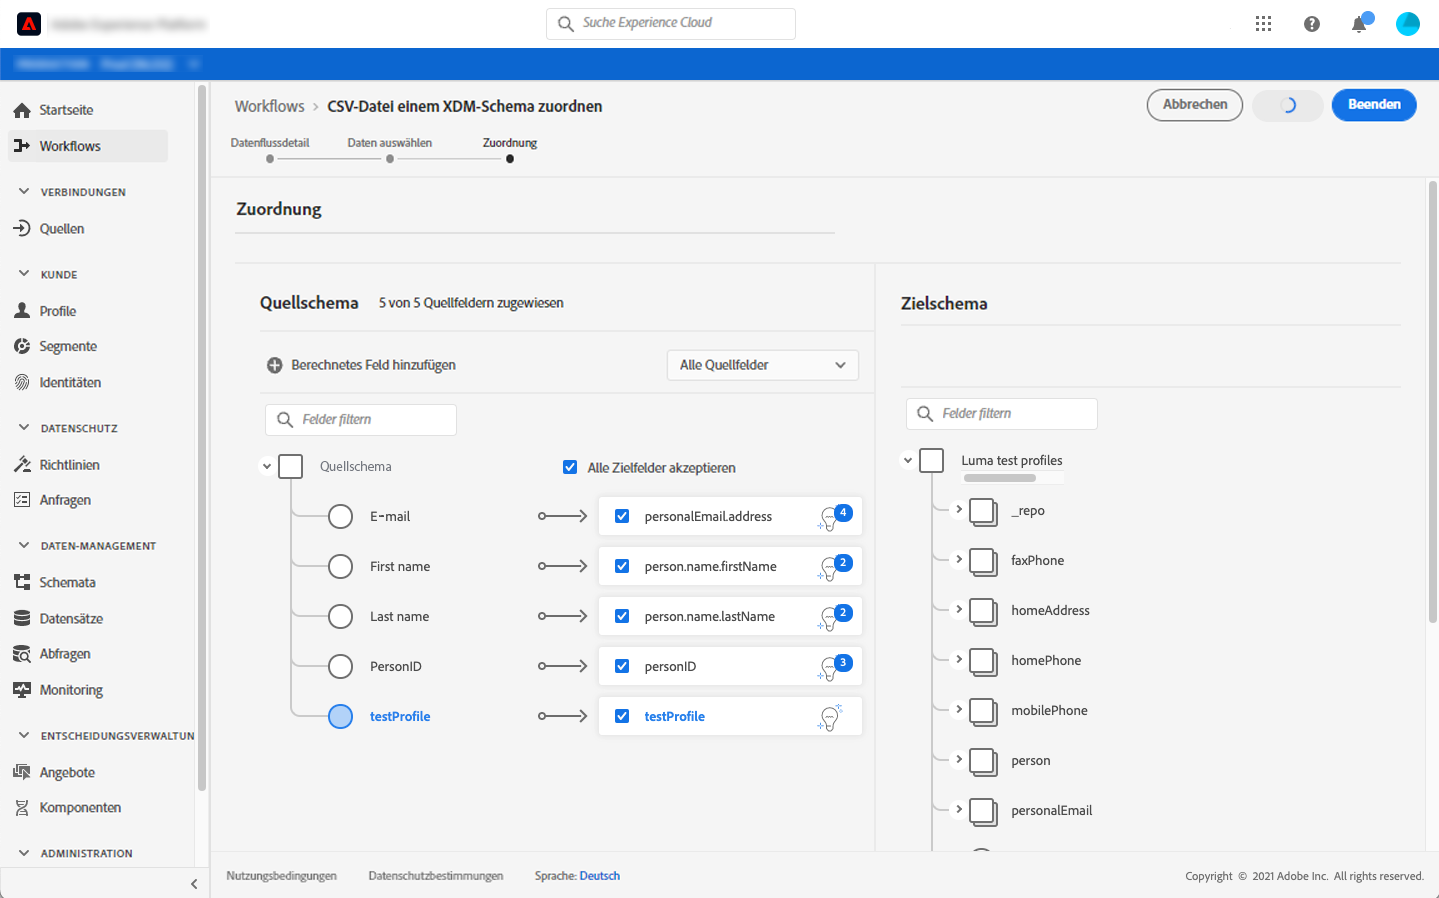 Suche Experience Cloud
Startseite
Workflows
VERBINDUNGEN
Quellen
KUNDE
Profile
Segmente
Identitäten
DATENSCHUTZ
Richtlinien
Anfragen
DATEN-MANAGEMENT
Schemata
Datensätze
Abfragen
Monitoring
ENTSCHEIDUNGSVERWALTUN
Angebote
Komponenten
ADMINISTRATION
Workflows > CSV-Datei einem XDM-Schema zuordnen
Abbrechen
Beenden
Datenflussdetail Daten auswählen Zuordnung
Zuordnung
Quellschema 5 von 5 Quellfeldern zugewiesen
Berechnetes Feld hinzufügen Alle Quellfelder
Felder filtern
Quellschema Alle Zielfelder akzeptieren
E-mail personalEmail.address 4
First name person.name.firstName 2
Last name person.name.lastName 2
PersonID personID 3
testProfile testProfile
Zielschema
Felder filtern
Luma test profiles
_repo
faxPhone
homeAddress
homePhone
mobilePhone
person
personalEmail
Nutzungsbedingungen Datenschutzbestimmungen Sprache: Deutsch
Copyright © 2021 Adobe Inc. All rights reserved.